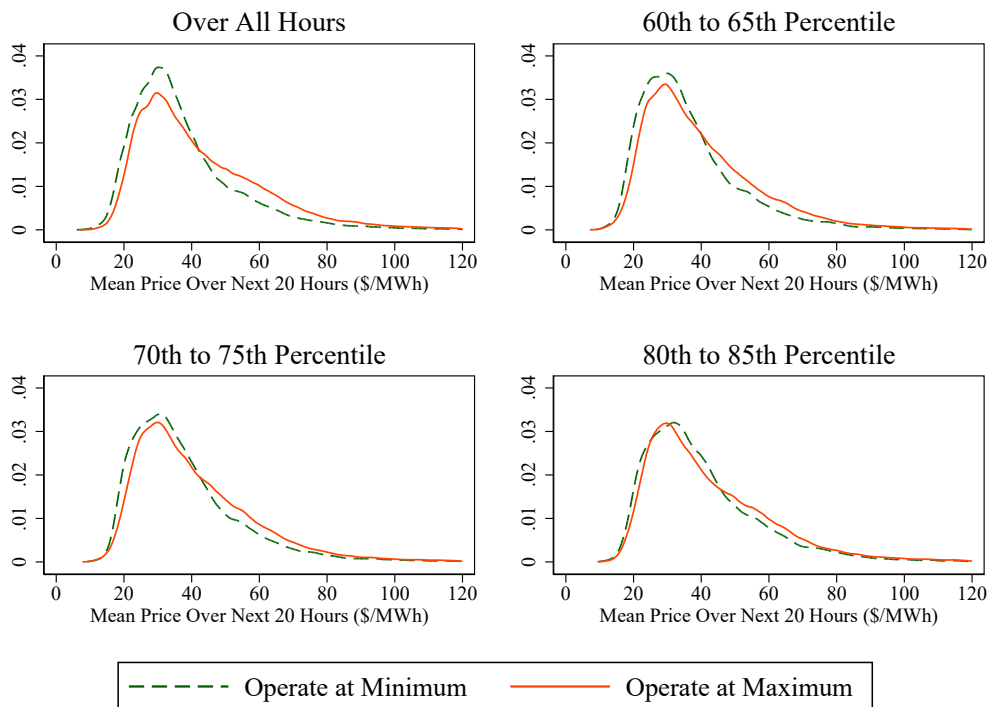 Over All Hours
.04
.03
.02
.01
0
0 20 40 60 80 100 120
Mean Price Over Next 20 Hours ($/MWh)
60th to 65th Percentile
.04
.03
.02
.01
0
0 20 40 60 80 100 120
Mean Price Over Next 20 Hours ($/MWh)
70th to 75th Percentile
.04
.03
.02
.01
0
0 20 40 60 80 100 120
Mean Price Over Next 20 Hours ($/MWh)
80th to 85th Percentile
.04
.03
.02
.01
0
0 20 40 60 80 100 120
Mean Price Over Next 20 Hours ($/MWh)
Operate at Minimum Operate at Maximum